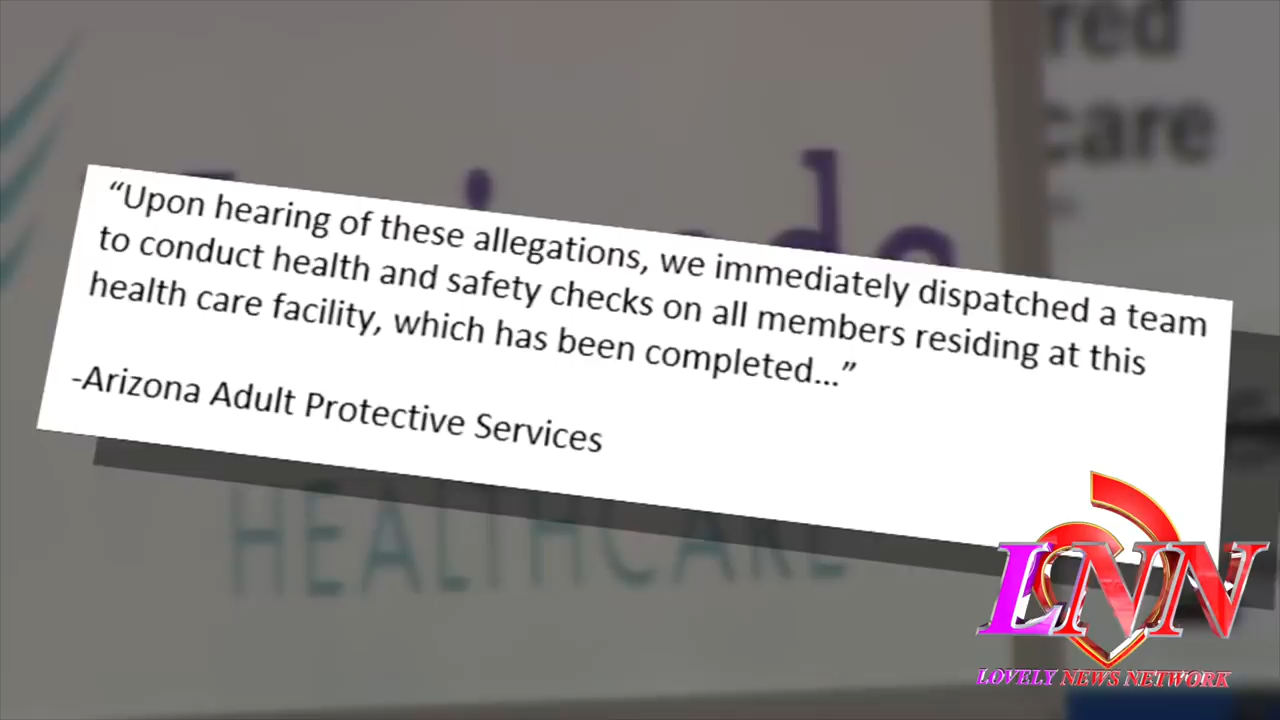 red
care
“Upon hearing of these allegations, we immediately dispatched a team
to conduct health and safety checks on all members residing at this
health care facility, which has been completed…”
-Arizona Adult Protective Services
HEALTHCARE
LNN
LOVELY NEWS NETWORK